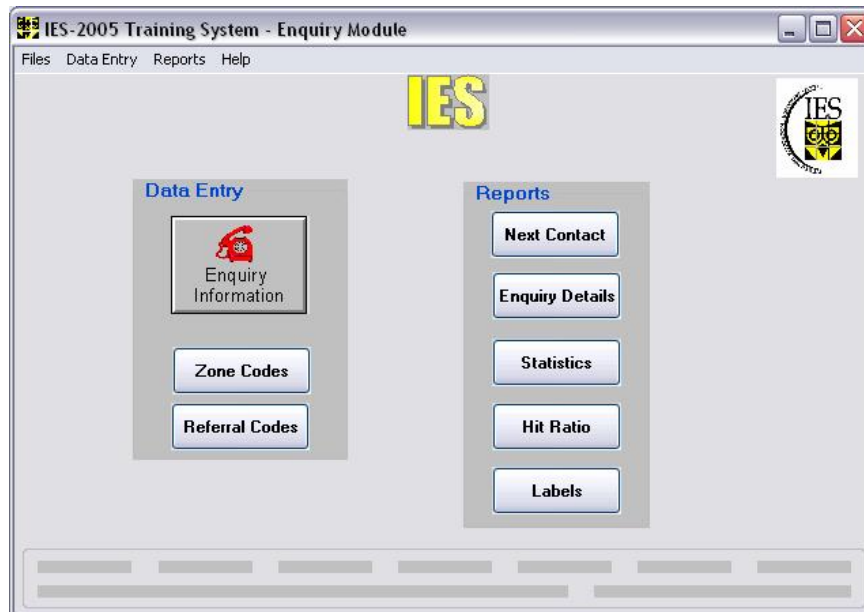 IES-2005 Training System - Enquiry Module
Files Data Entry Reports Help
IES
IES
Data Entry
Enquiry
Information
Zone Codes
Referral Codes
Reports
Next Contact
Enquiry Details
Statistics
Hit Ratio
Labels